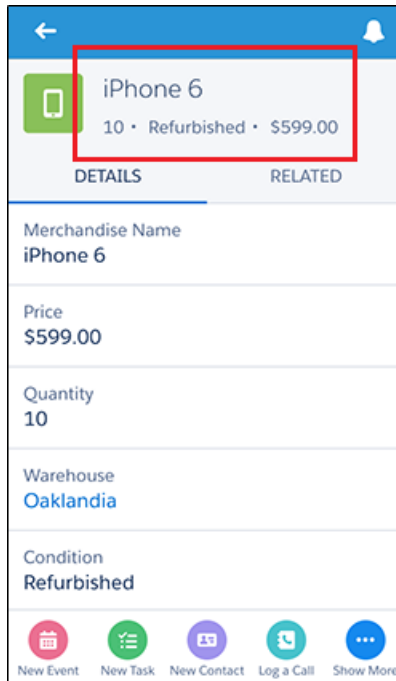 iPhone 6
10 • Refurbished • $599.00
DETAILS RELATED
Merchandise Name
iPhone 6
Price
$599.00
Quantity
10
Warehouse
Oaklandia
Condition
Refurbished
New Event New Task New Contact Log a Call Show More